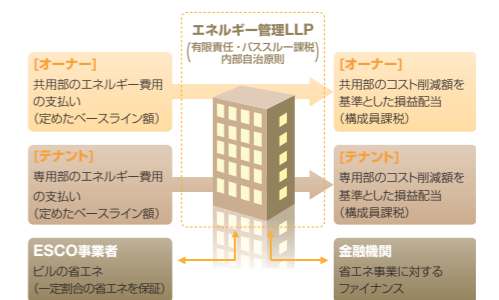 エネルギー管理LLP
(有限責任・パススルー課税
内部自治原則)
[オーナー]
共用部のエネルギー費用
の支払い
(定めたベースライン額)
[オーナー]
共用部のコスト削減額を
基準とした損益配当
(構成員課税)
[テナント]
専用部のエネルギー費用
の支払い
(定めたベースライン額)
[テナント]
専用部のコスト削減額を
基準とした損益配当
(構成員課税)
ESCO事業者
ビルの省エネ
(一定割合の省エネを保証)
金融機関
省エネ事業に対する
ファイナンス